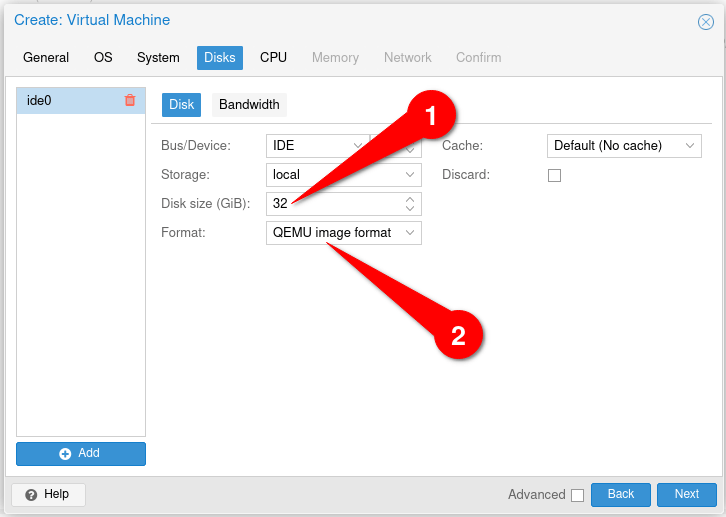 Create: Virtual Machine
General OS System Disks CPU Memory Network Confirm
ide0
Disk Bandwidth
Bus/Device: IDE Cache: Default (No cache)
Storage: local Discard:
Disk size (GiB): 32
Format: QEMU image format
1
2
Add
Help Advanced Back Next